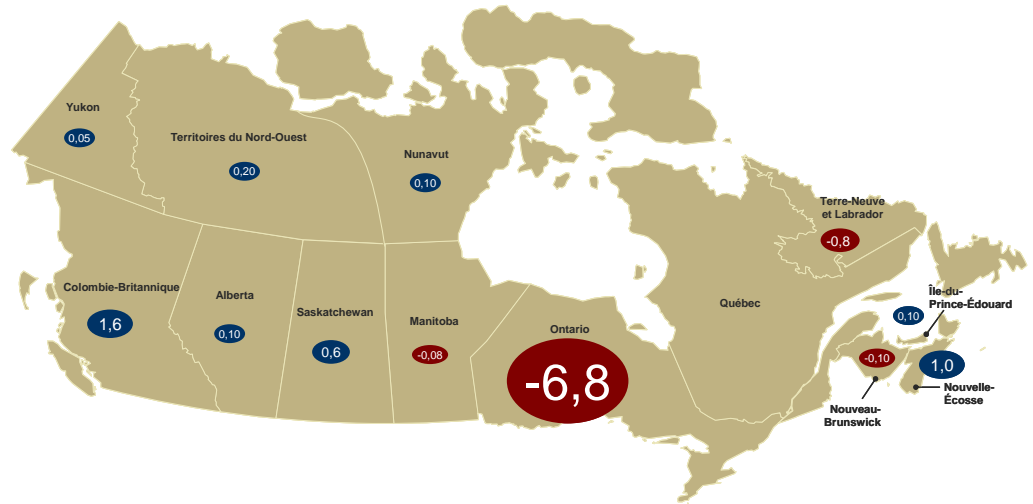 Yukon
0,05
Territoires du Nord-Ouest
0,20
Nunavut
0,10
Terre-Neuve
et Labrador
-0,8
Colombie-Britannique
1,6
Alberta
0,10
Saskatchewan
0,6
Manitoba
-0,08
Ontario
-6,8
Québec
Île-du-
Prince-Édouard
0,10
-0,10
1,0
Nouvelle-
Écosse
Nouveau-
Brunswick